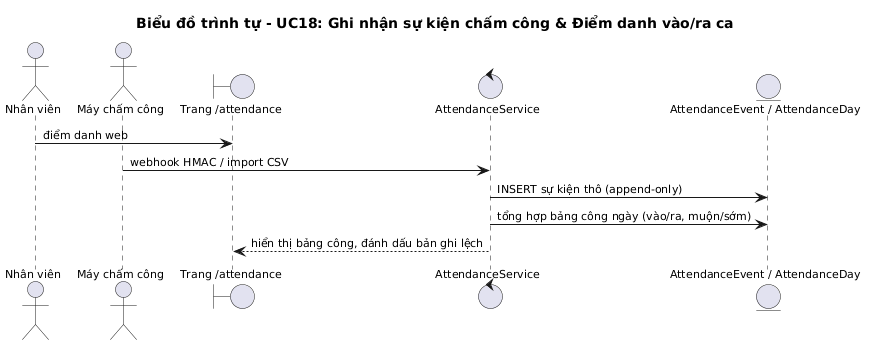 Biểu đồ trình tự - UC18: Ghi nhận sự kiện chấm công & Điểm danh vào/ra ca
Nhân viên
Máy chấm công
Trang /attendance
AttendanceService
AttendanceEvent / AttendanceDay
điểm danh web
webhook HMAC / import CSV
INSERT sự kiện thô (append-only)
tổng hợp bảng công ngày (vào/ra, muộn/sớm)
hiển thị bảng công, đánh dấu bản ghi lệch
Nhân viên
Máy chấm công
Trang /attendance
AttendanceService
AttendanceEvent / AttendanceDay